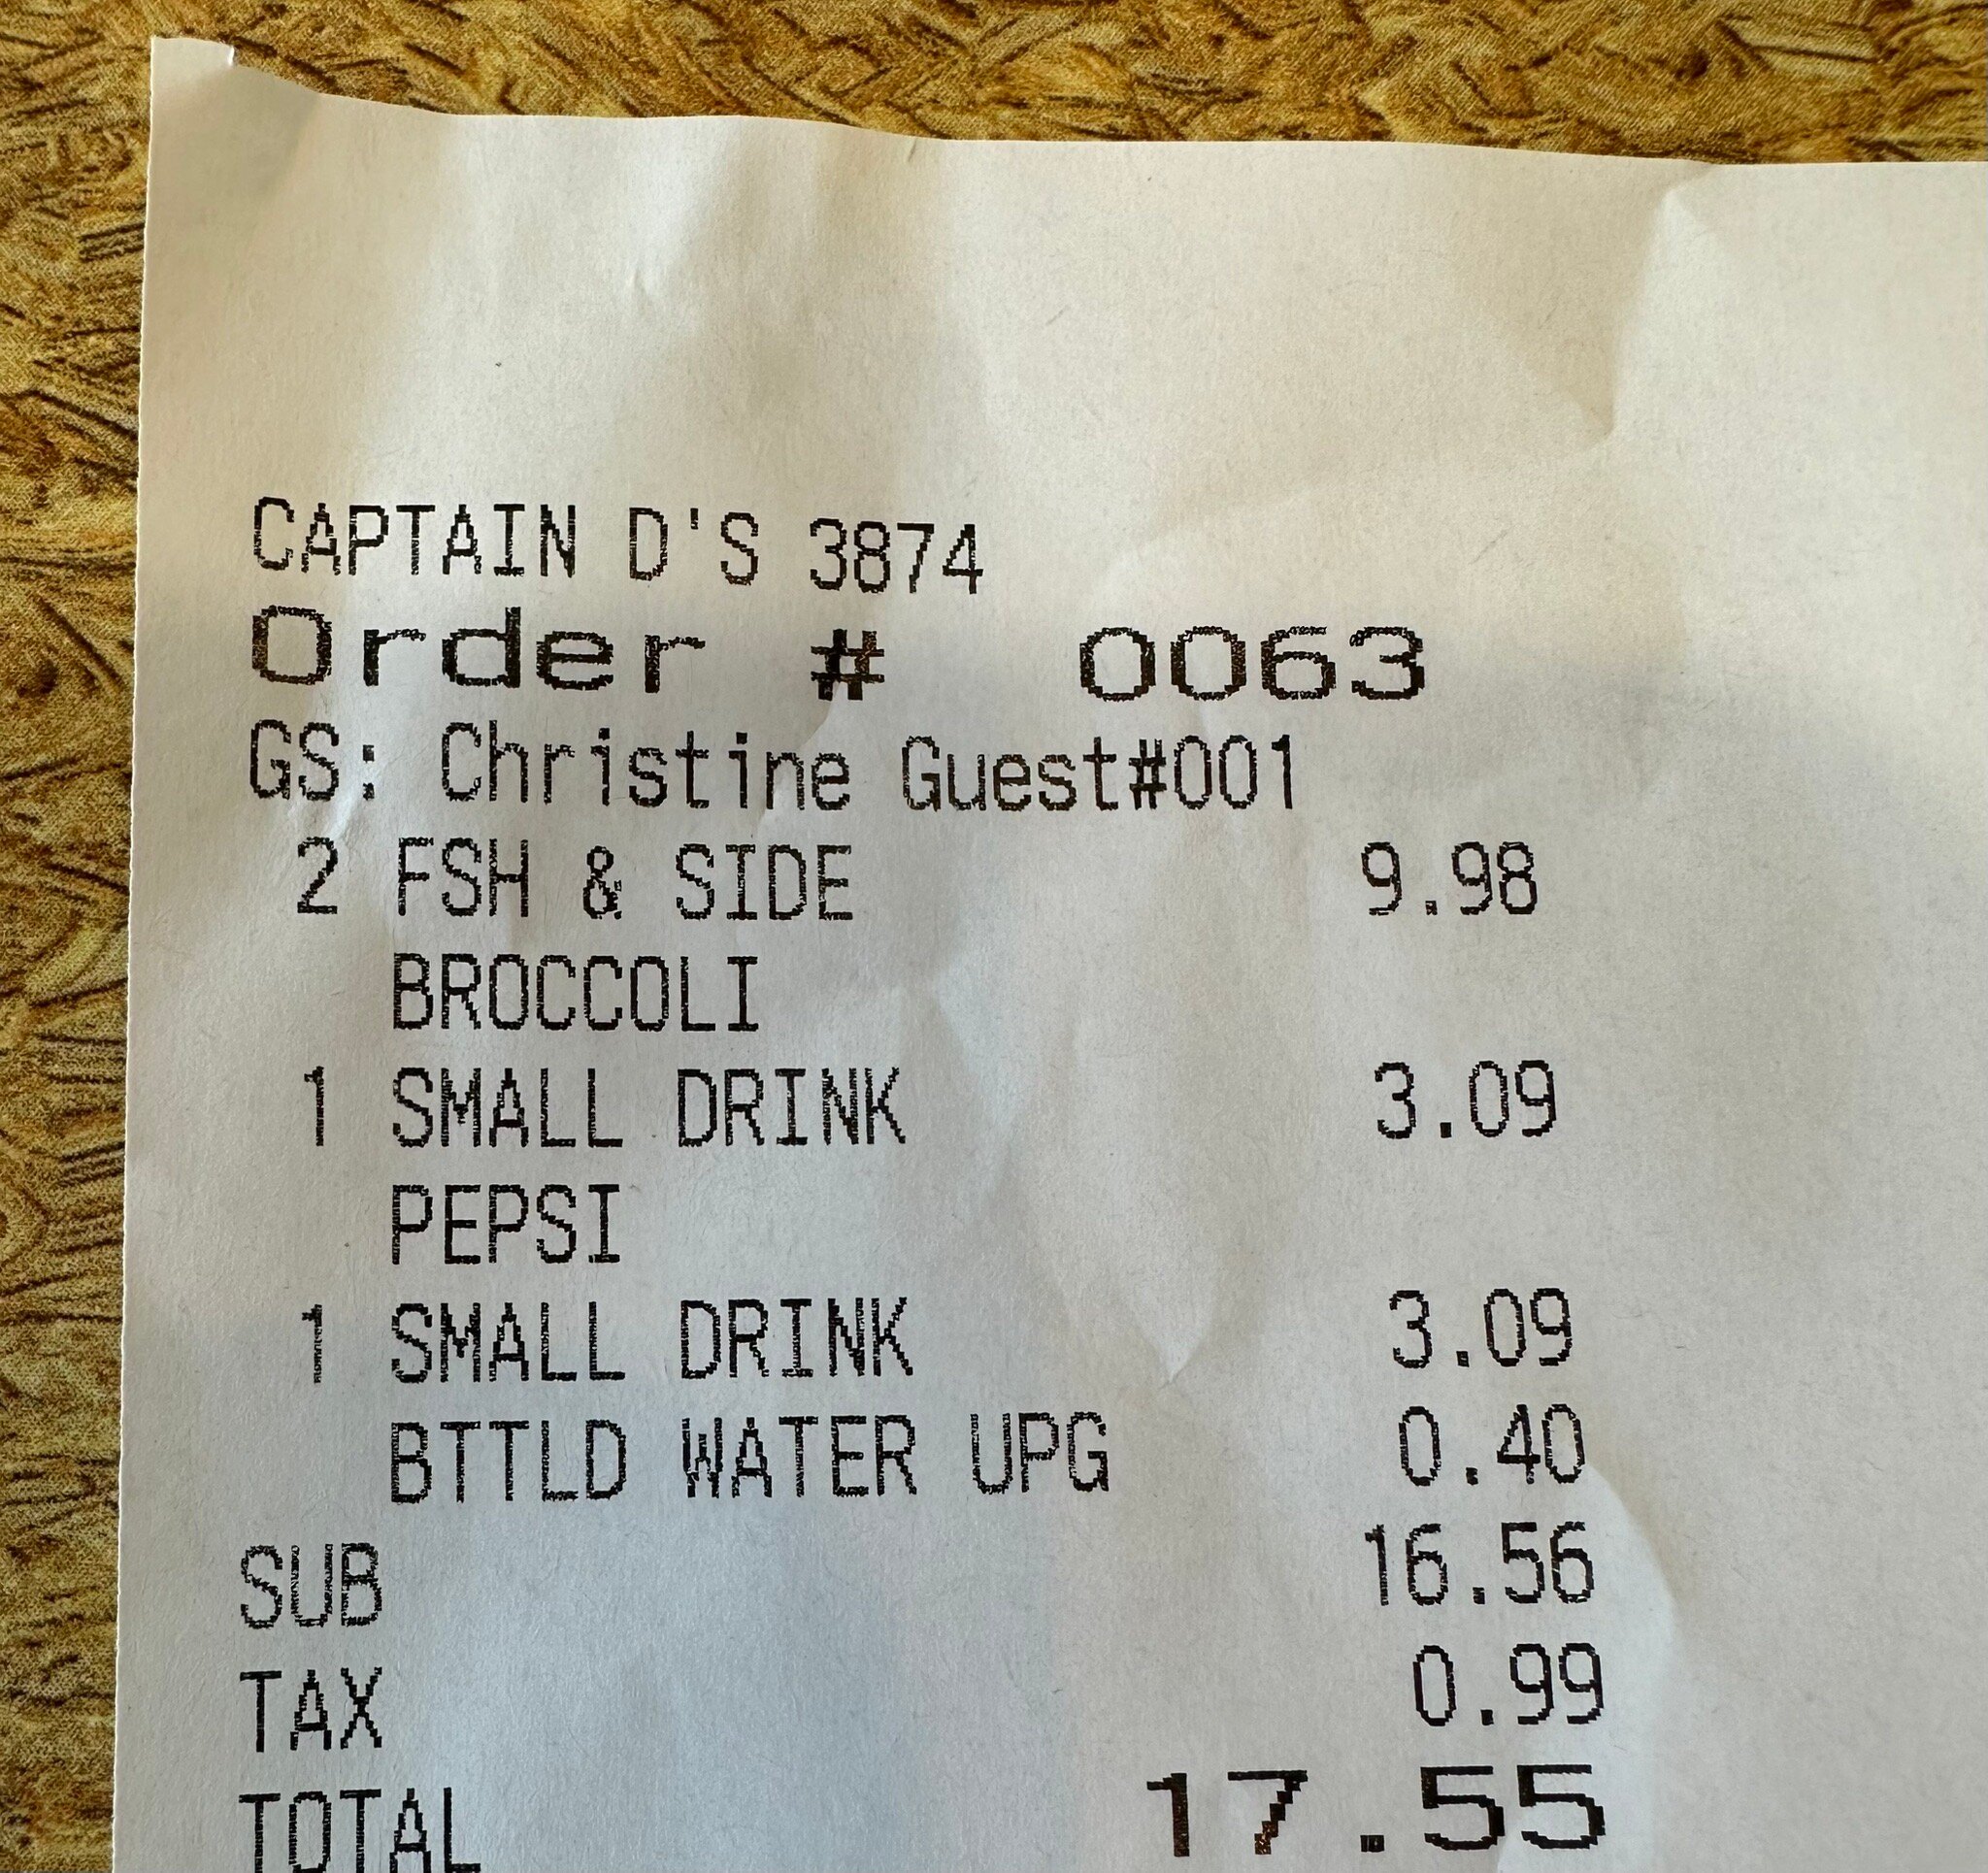 CAPTAIN D'S 3874
Order # 0063
GS: Christine Guest#001
2 FSH & SIDE 9.98
BROCCOLI
1 SMALL DRINK 3.09
PEPSI
1 SMALL DRINK 3.09
BTTLD WATER UPG 0.40
SUB 16.56
TAX 0.99
TOTAL 17.55